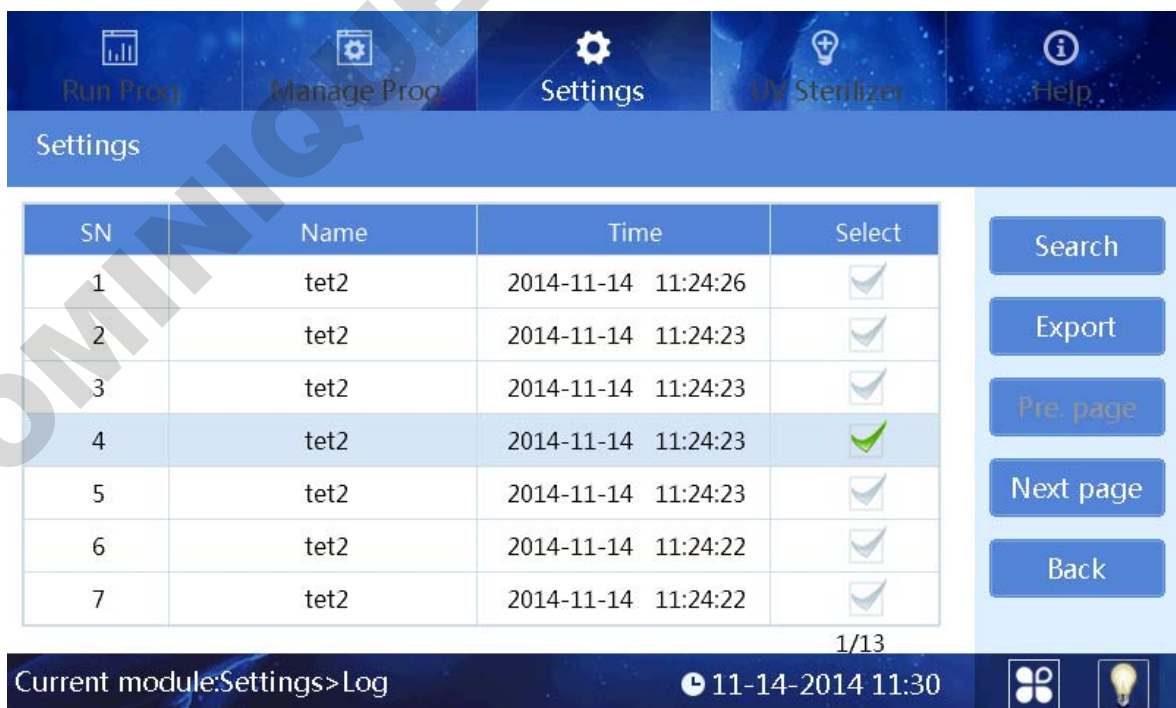 Run Prog.
Manage Prog.
Settings
UV Sterilizer
Help
Settings
SN Name Time Select
1 tet2 2014-11-14 11:24:26
2 tet2 2014-11-14 11:24:23
3 tet2 2014-11-14 11:24:23
4 tet2 2014-11-14 11:24:23
5 tet2 2014-11-14 11:24:23
6 tet2 2014-11-14 11:24:22
7 tet2 2014-11-14 11:24:22
Search
Export
Pre. page
Next page
Back
1/13
Current module:Settings>Log
11-14-2014 11:30
OMINIQUE